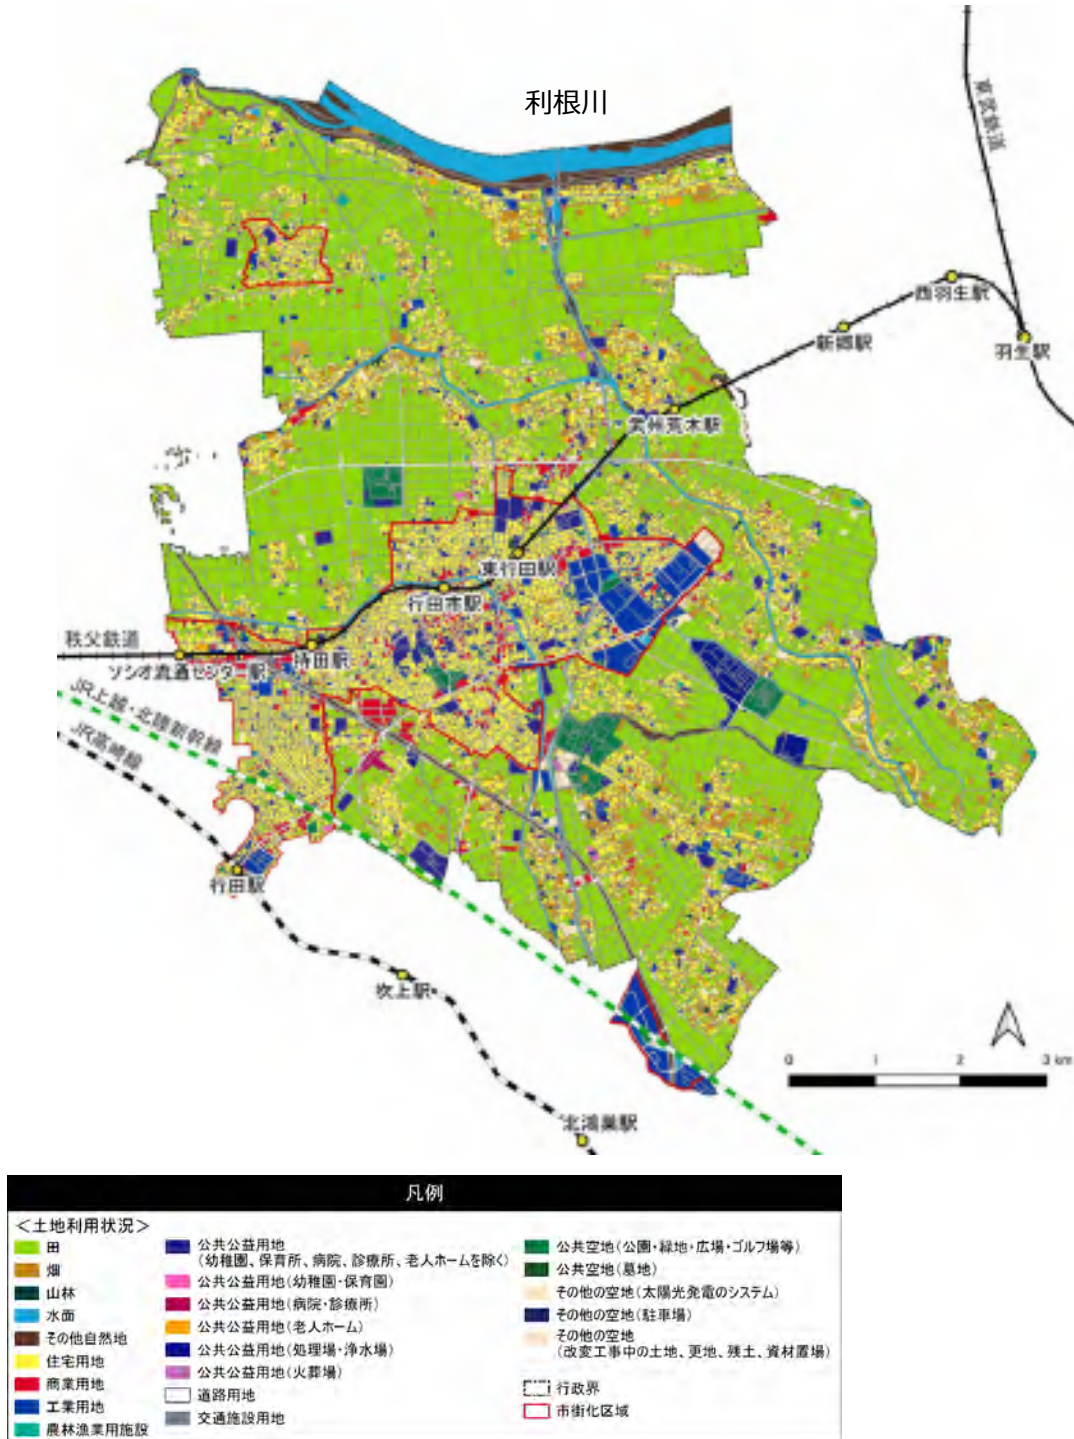 利根川
東武鉄道
西羽生駅
新郷駅
羽生駅
武州荒木駅
東行田駅
行田市駅
秩父鉄道
持田駅
ソシオ流通センター駅
JR上越・北陸新幹線
JR高崎線
行田駅
吹上駅
北鴻巣駅
0 1 2 3 km
凡例
＜土地利用状況＞
田
畑
山林
水面
その他自然地
住宅用地
商業用地
工業用地
農林漁業用施設
公共公益用地
(幼稚園、保育所、病院、診療所、老人ホームを除く)
公共公益用地(幼稚園・保育園)
公共公益用地(病院・診療所)
公共公益用地(老人ホーム)
公共公益用地(処理場・浄水場)
公共公益用地(火葬場)
道路用地
交通施設用地
公共空地(公園・緑地・広場・ゴルフ場等)
公共空地(墓地)
その他の空地(太陽光発電のシステム)
その他の空地(駐車場)
その他の空地
(改変工事中の土地、更地、残土、資材置場)
行政界
市街化区域